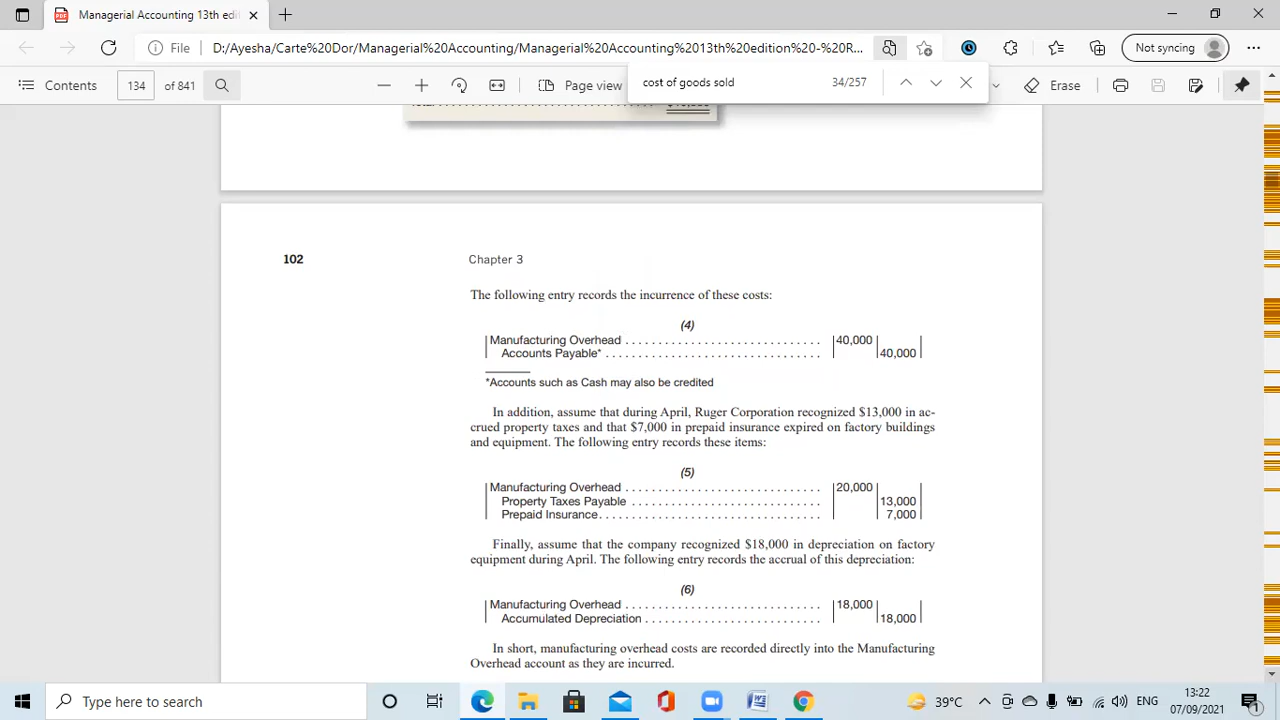 Managerial Accounting 13th edi
File
D:/Ayesha/Carte%20Dor/Managerial%20Accounting/Managerial%20Accounting%2013th%20edition%20-%20R...
Not syncing
Contents
134
of 841
Page view
cost of goods sold
34/257
Erase
102
Chapter 3
The following entry records the incurrence of these costs:
(4)
Manufacturing Overhead . . . . . . . . . . . . . . . . . . . . . . . . . . . . . 40,000
Accounts Payable* . . . . . . . . . . . . . . . . . . . . . . . . . . . . . . . . 40,000
*Accounts such as Cash may also be credited
In addition, assume that during April, Ruger Corporation recognized $13,000 in ac-
crued property taxes and that $7,000 in prepaid insurance expired on factory buildings
and equipment. The following entry records these items:
(5)
Manufacturing Overhead . . . . . . . . . . . . . . . . . . . . . . . . . . . . . 20,000
Property Taxes Payable . . . . . . . . . . . . . . . . . . . . . . . . . . . . 13,000
Prepaid Insurance. . . . . . . . . . . . . . . . . . . . . . . . . . . . . . . . . 7,000
Finally, assume that the company recognized $18,000 in depreciation on factory
equipment during April. The following entry records the accrual of this depreciation:
(6)
Manufacturing Overhead . . . . . . . . . . . . . . . . . . . . . . . . . . . . . 18,000
Accumulated Depreciation . . . . . . . . . . . . . . . . . . . . . . . . . . 18,000
In short, manufacturing overhead costs are recorded directly into the Manufacturing
Overhead account as they are incurred.
Type here to search
39°C
ENG
13:22
07/09/2021
1